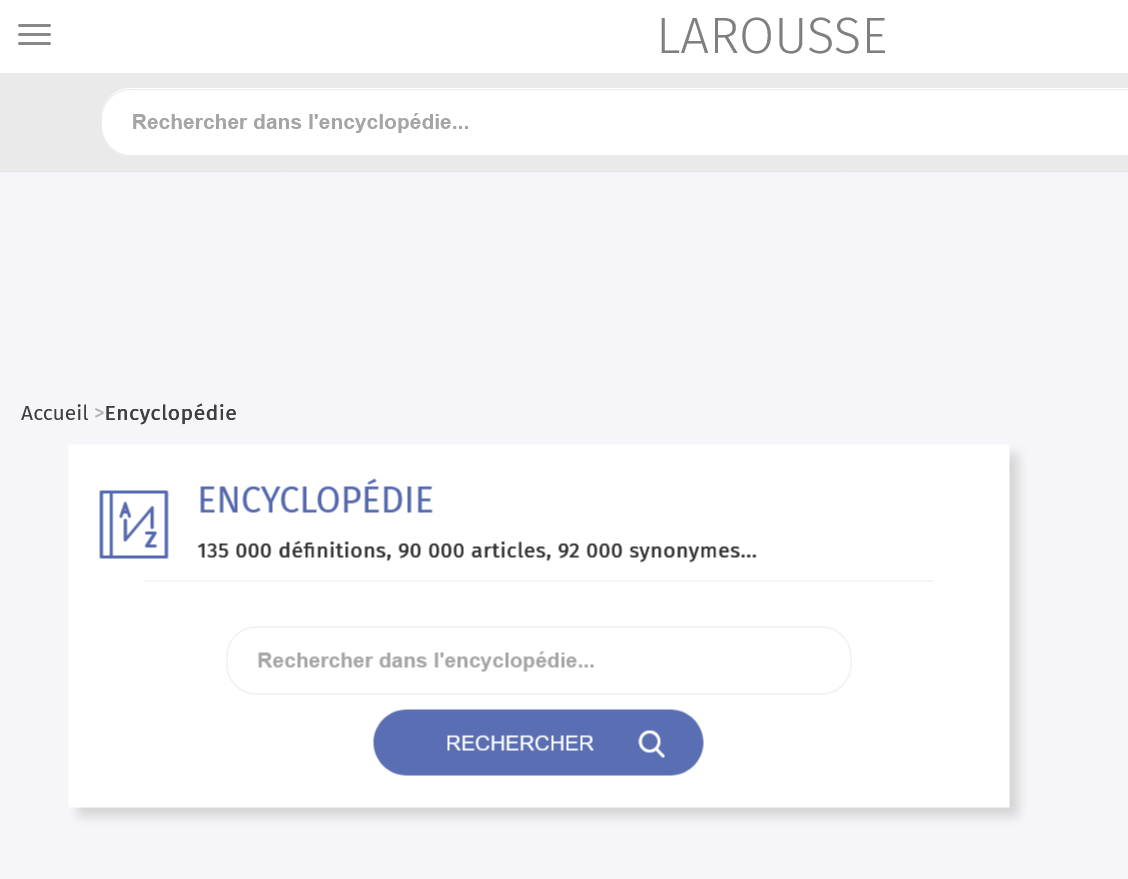 LAROUSSE
Rechercher dans l'encyclopédie...
Accueil >Encyclopédie
A
Z
ENCYCLOPÉDIE
135 000 définitions, 90 000 articles, 92 000 synonymes...
Rechercher dans l'encyclopédie...
RECHERCHER